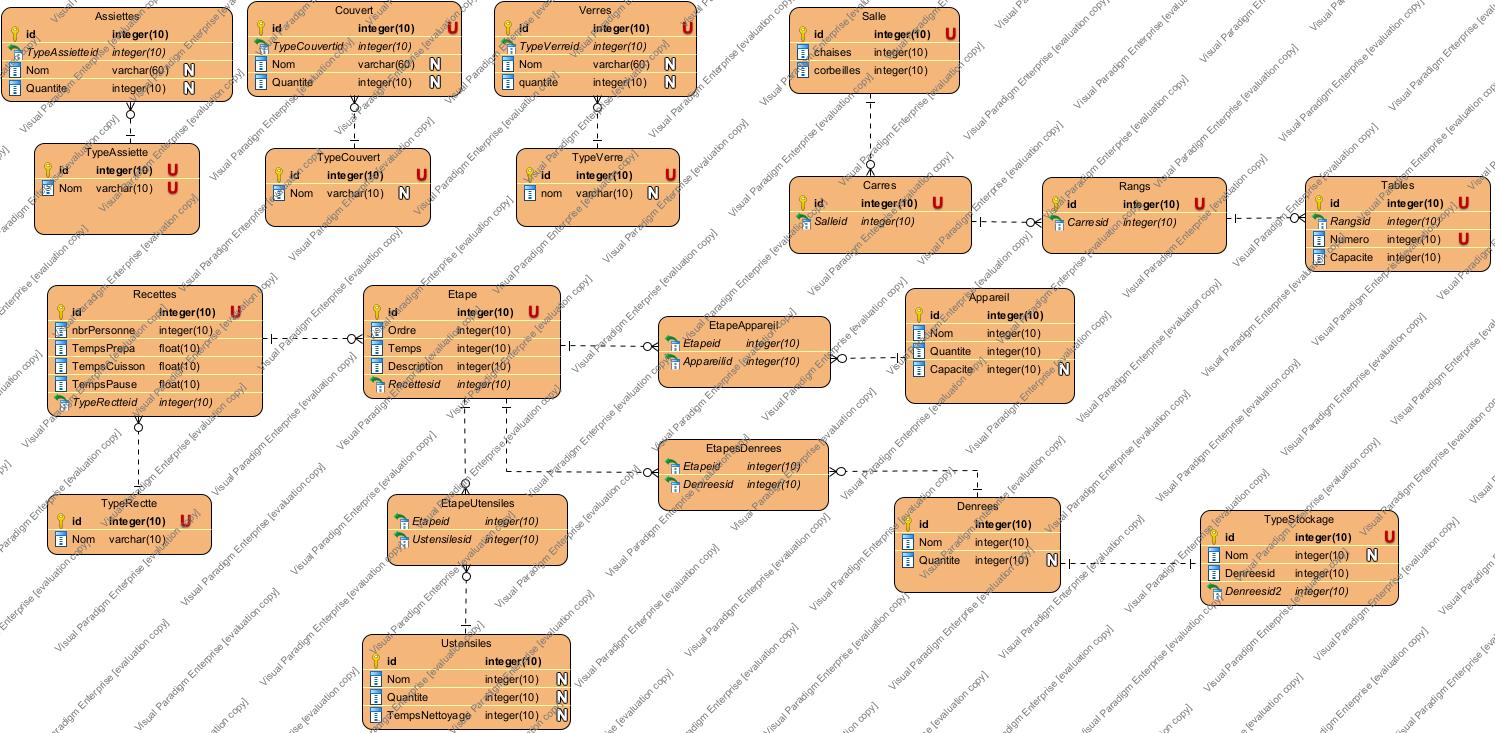 Assiettes
id integer(10)
TypeAssietteid integer(10)
Nom varchar(60) N
Quantite integer(10) N
Couvert
id integer(10) U
TypeCouvertid integer(10)
Nom varchar(60) N
Quantite integer(10) N
Verres
id integer(10) U
TypeVerreid integer(10)
Nom varchar(60) N
quantite integer(10) N
Salle
id integer(10) U
chaises integer(10)
corbeilles integer(10)
TypeAssiette
id integer(10) U
Nom varchar(10) U
TypeCouvert
id integer(10) U
Nom varchar(10) N
TypeVerre
id integer(10) U
nom varchar(10) N
Carres
id integer(10) U
Salleid integer(10)
Rangs
id integer(10) U
Carresid integer(10)
Tables
id integer(10) U
Rangsid integer(10)
Numero integer(10) U
Capacite integer(10)
Recettes
id integer(10) U
nbrPersonne integer(10)
TempsPrepa float(10)
TempsCuisson float(10)
TempsPause float(10)
TypeRectteid integer(10)
Etape
id integer(10) U
Ordre integer(10)
Temps integer(10)
Description integer(10)
Recettesid integer(10)
EtapeAppareil
Etapeid integer(10)
Appareilid integer(10)
Appareil
id integer(10)
Nom integer(10)
Quantite integer(10)
Capacite integer(10) N
EtapesDenrees
Etapeid integer(10)
Denreesid integer(10)
TypeRectte
id integer(10) U
Nom varchar(10)
EtapeUtensiles
Etapeid integer(10)
Ustensilesid integer(10)
Denrees
id integer(10)
Nom integer(10)
Quantite integer(10) N
TypeStockage
id integer(10) U
Nom integer(10) N
Denreesid integer(10)
Denreesid2 integer(10)
Ustensiles
id integer(10)
Nom integer(10) N
Quantite integer(10) N
TempsNettoyage integer(10) N
Visual Paradigm Enterprise [evaluation copy]